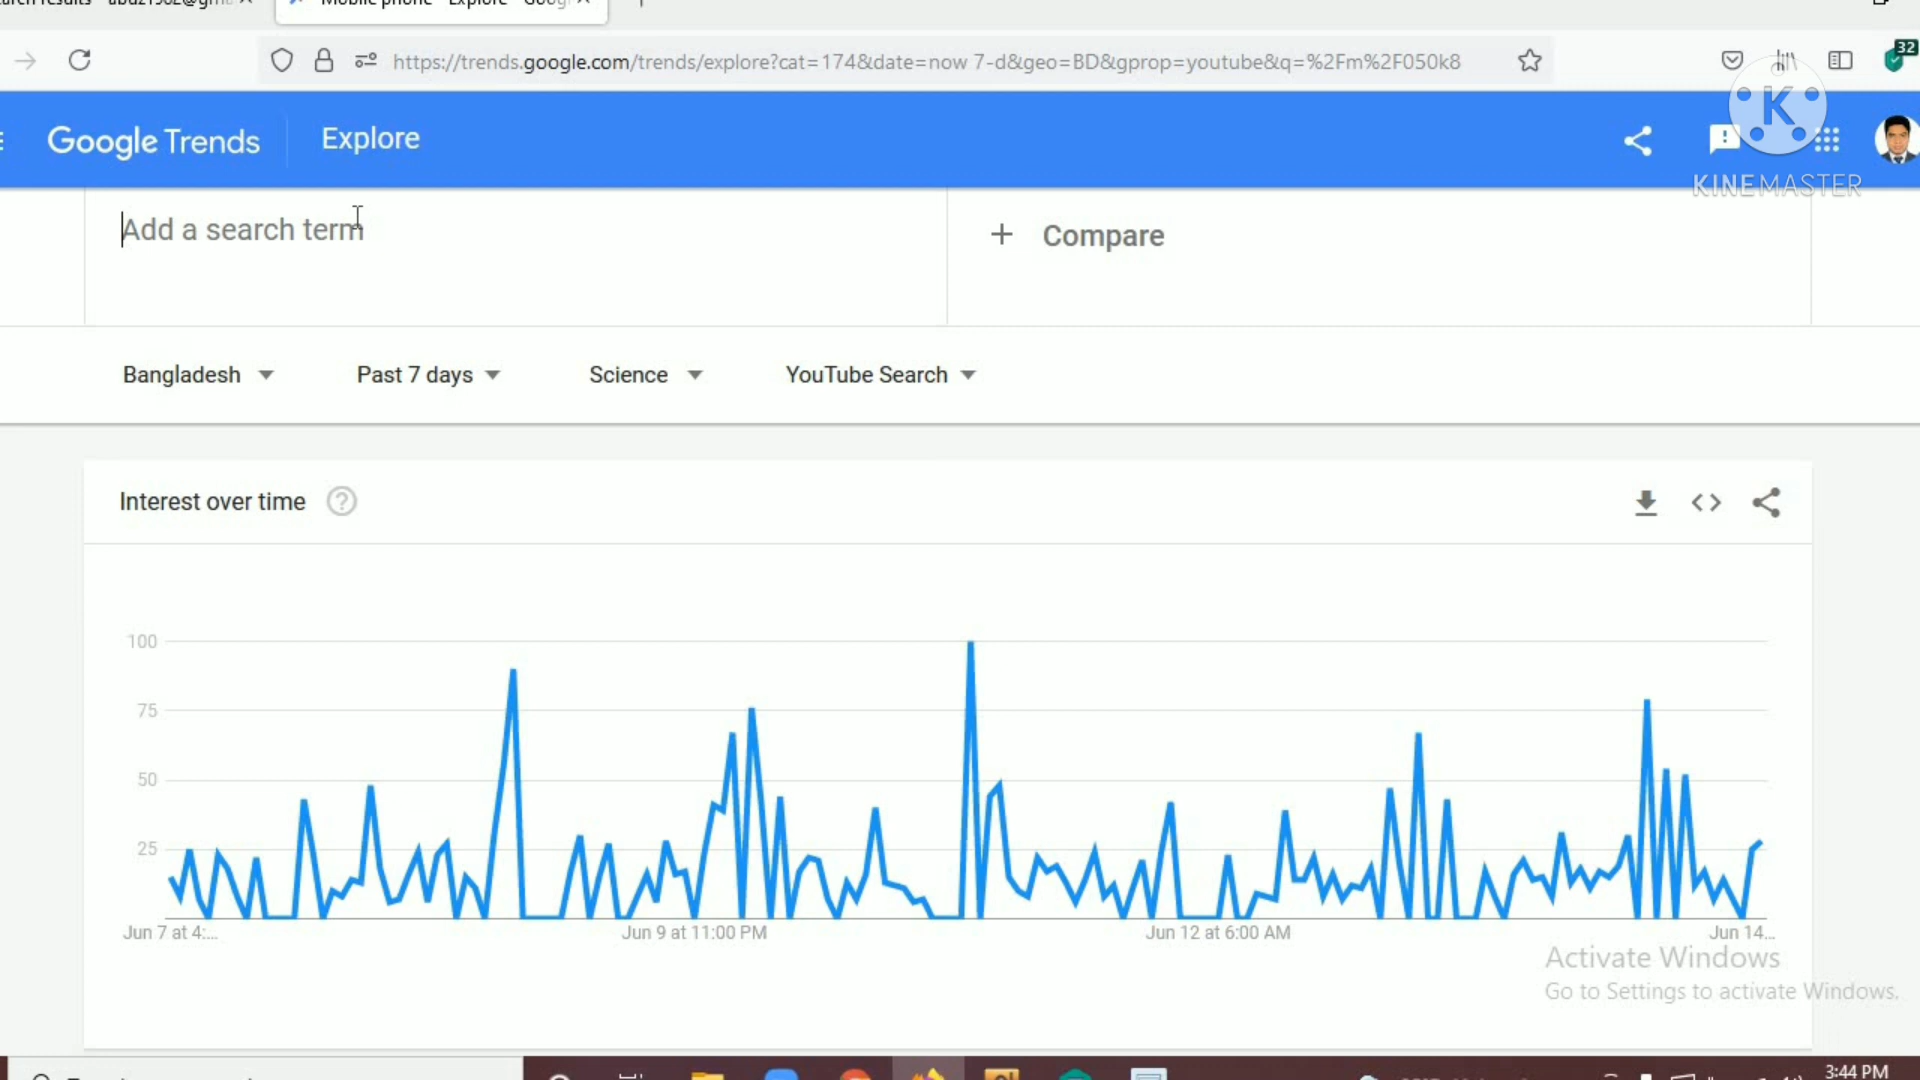 https://trends.google.com/trends/explore?cat=174&date=now 7-d&geo=BD&gprop=youtube&q=%2Fm%2F050k8
32
Google Trends
Explore
K
KINEMASTER
Add a search term
+ Compare
Bangladesh
Past 7 days
Science
YouTube Search
Interest over time
?
100
75
50
25
Jun 7 at 4:...
Jun 9 at 11:00 PM
Jun 12 at 6:00 AM
Jun 14...
Activate Windows
Go to Settings to activate Windows.
3:44 PM